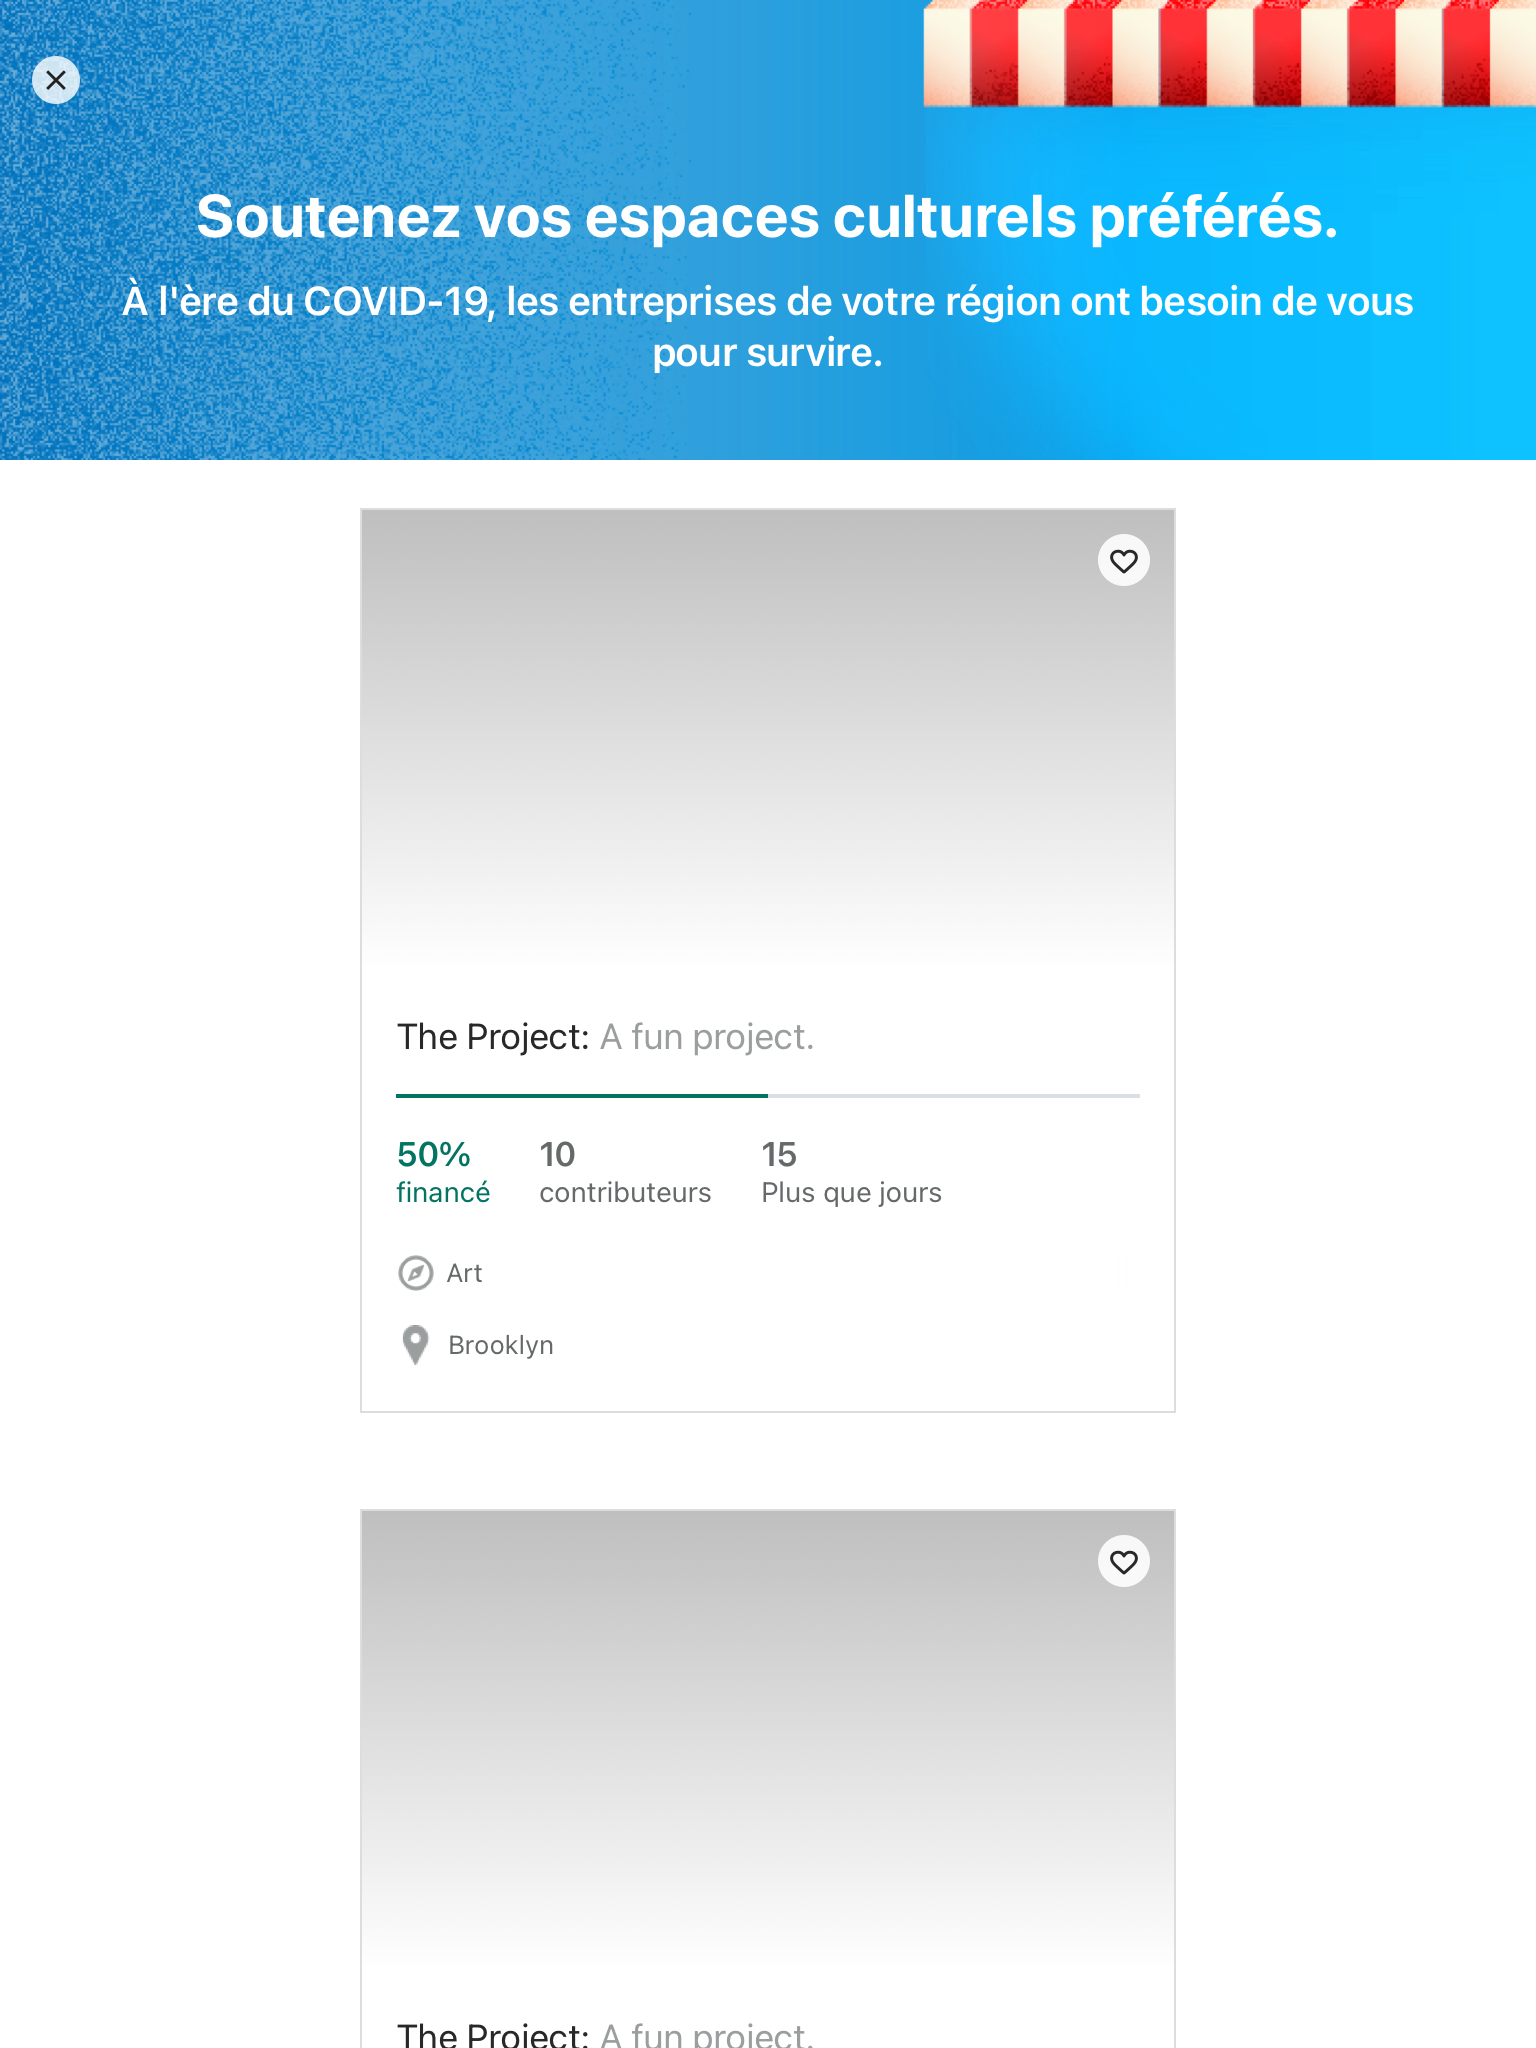 Soutenez vos espaces culturels préférés.
À l'ère du COVID-19, les entreprises de votre région ont besoin de vous
pour survire.
The Project: A fun project.
50%
financé
10
contributeurs
15
Plus que jours
Art
Brooklyn
The Project: A fun project.